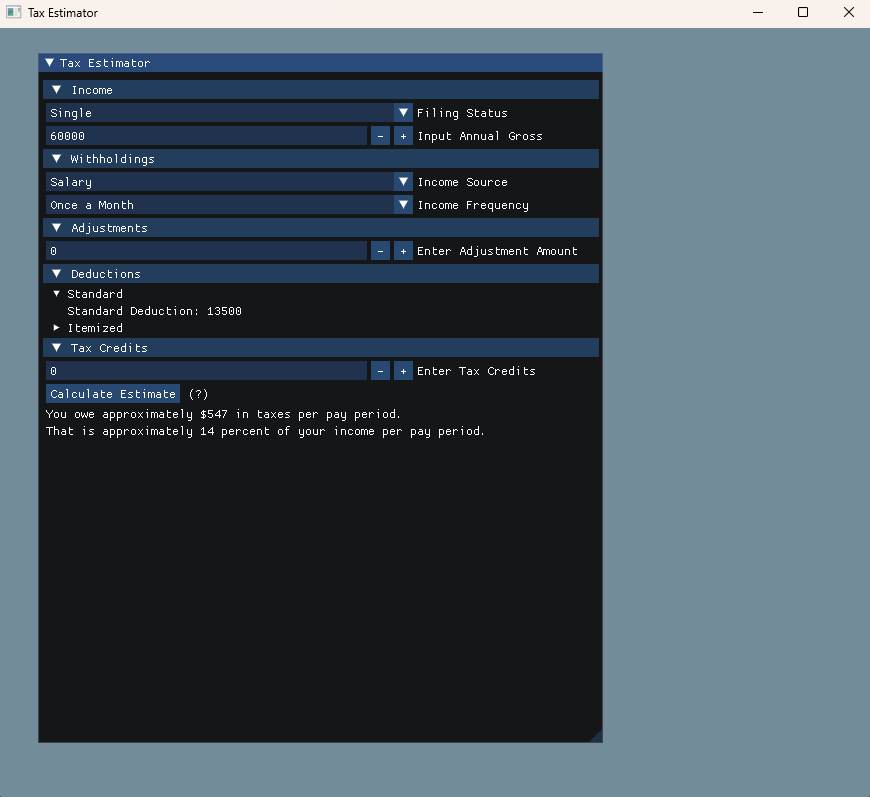 Tax Estimator
Tax Estimator
Income
Single Filing Status
60000 - + Input Annual Gross
Withholdings
Salary Income Source
Once a Month Income Frequency
Adjustments
0 - + Enter Adjustment Amount
Deductions
Standard
Standard Deduction: 13500
Itemized
Tax Credits
0 - + Enter Tax Credits
Calculate Estimate (?)
You owe approximately $547 in taxes per pay period.
That is approximately 14 percent of your income per pay period.